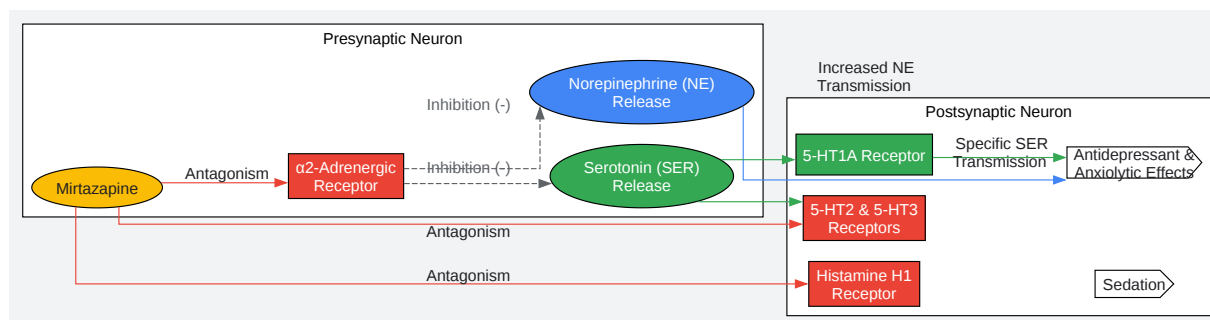 Presynaptic Neuron
Norepinephrine (NE)
Release
Increased NE
Transmission
Inhibition (-)
Postsynaptic Neuron
5-HT1A Receptor
Specific SER
Transmission
Antidepressant &
Anxiolytic Effects
α2-Adrenergic
Receptor
Inhibition (-)
Serotonin (SER)
Release
Antagonism
Mirtazapine
5-HT2 & 5-HT3
Receptors
Antagonism
Antagonism
Histamine H1
Receptor
Sedation